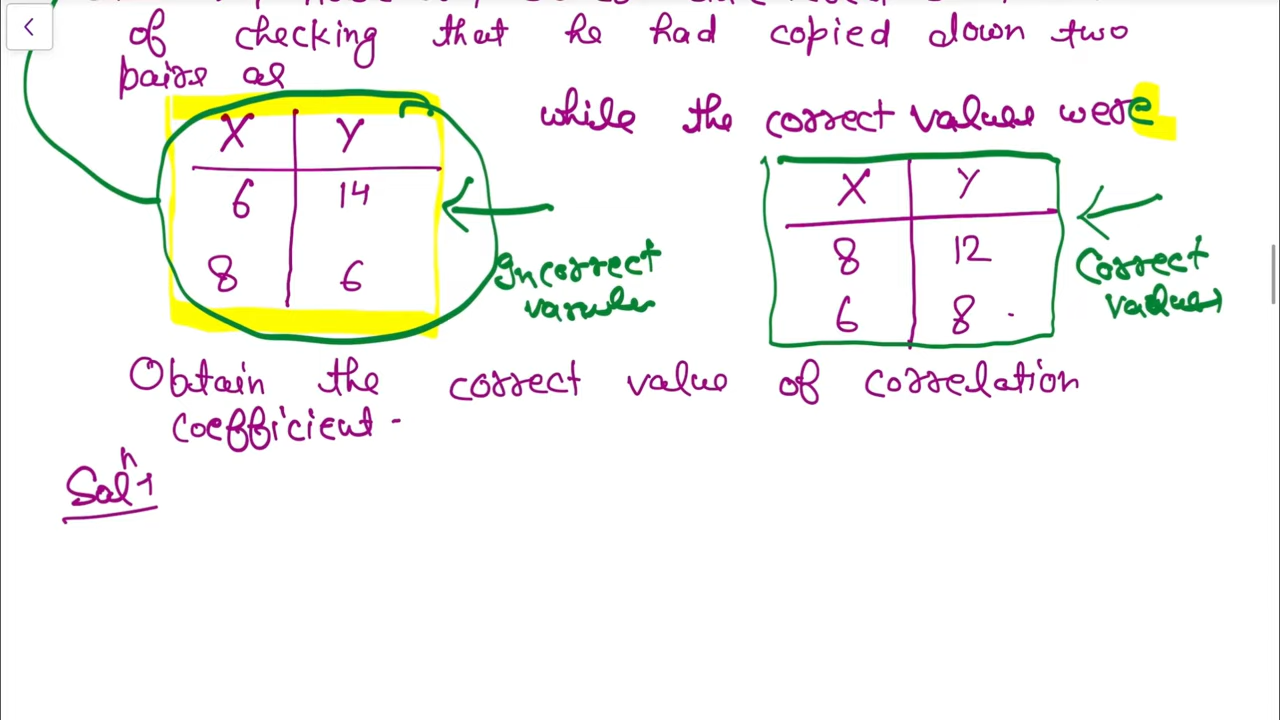 of checking that he had copied down two
pairs as
while the correct values were
X Y
6 14
8 6
Incorrect
X Y
8 12
6 8
Correct
values
Obtain the correct value of correlation
coefficient -
Solⁿ